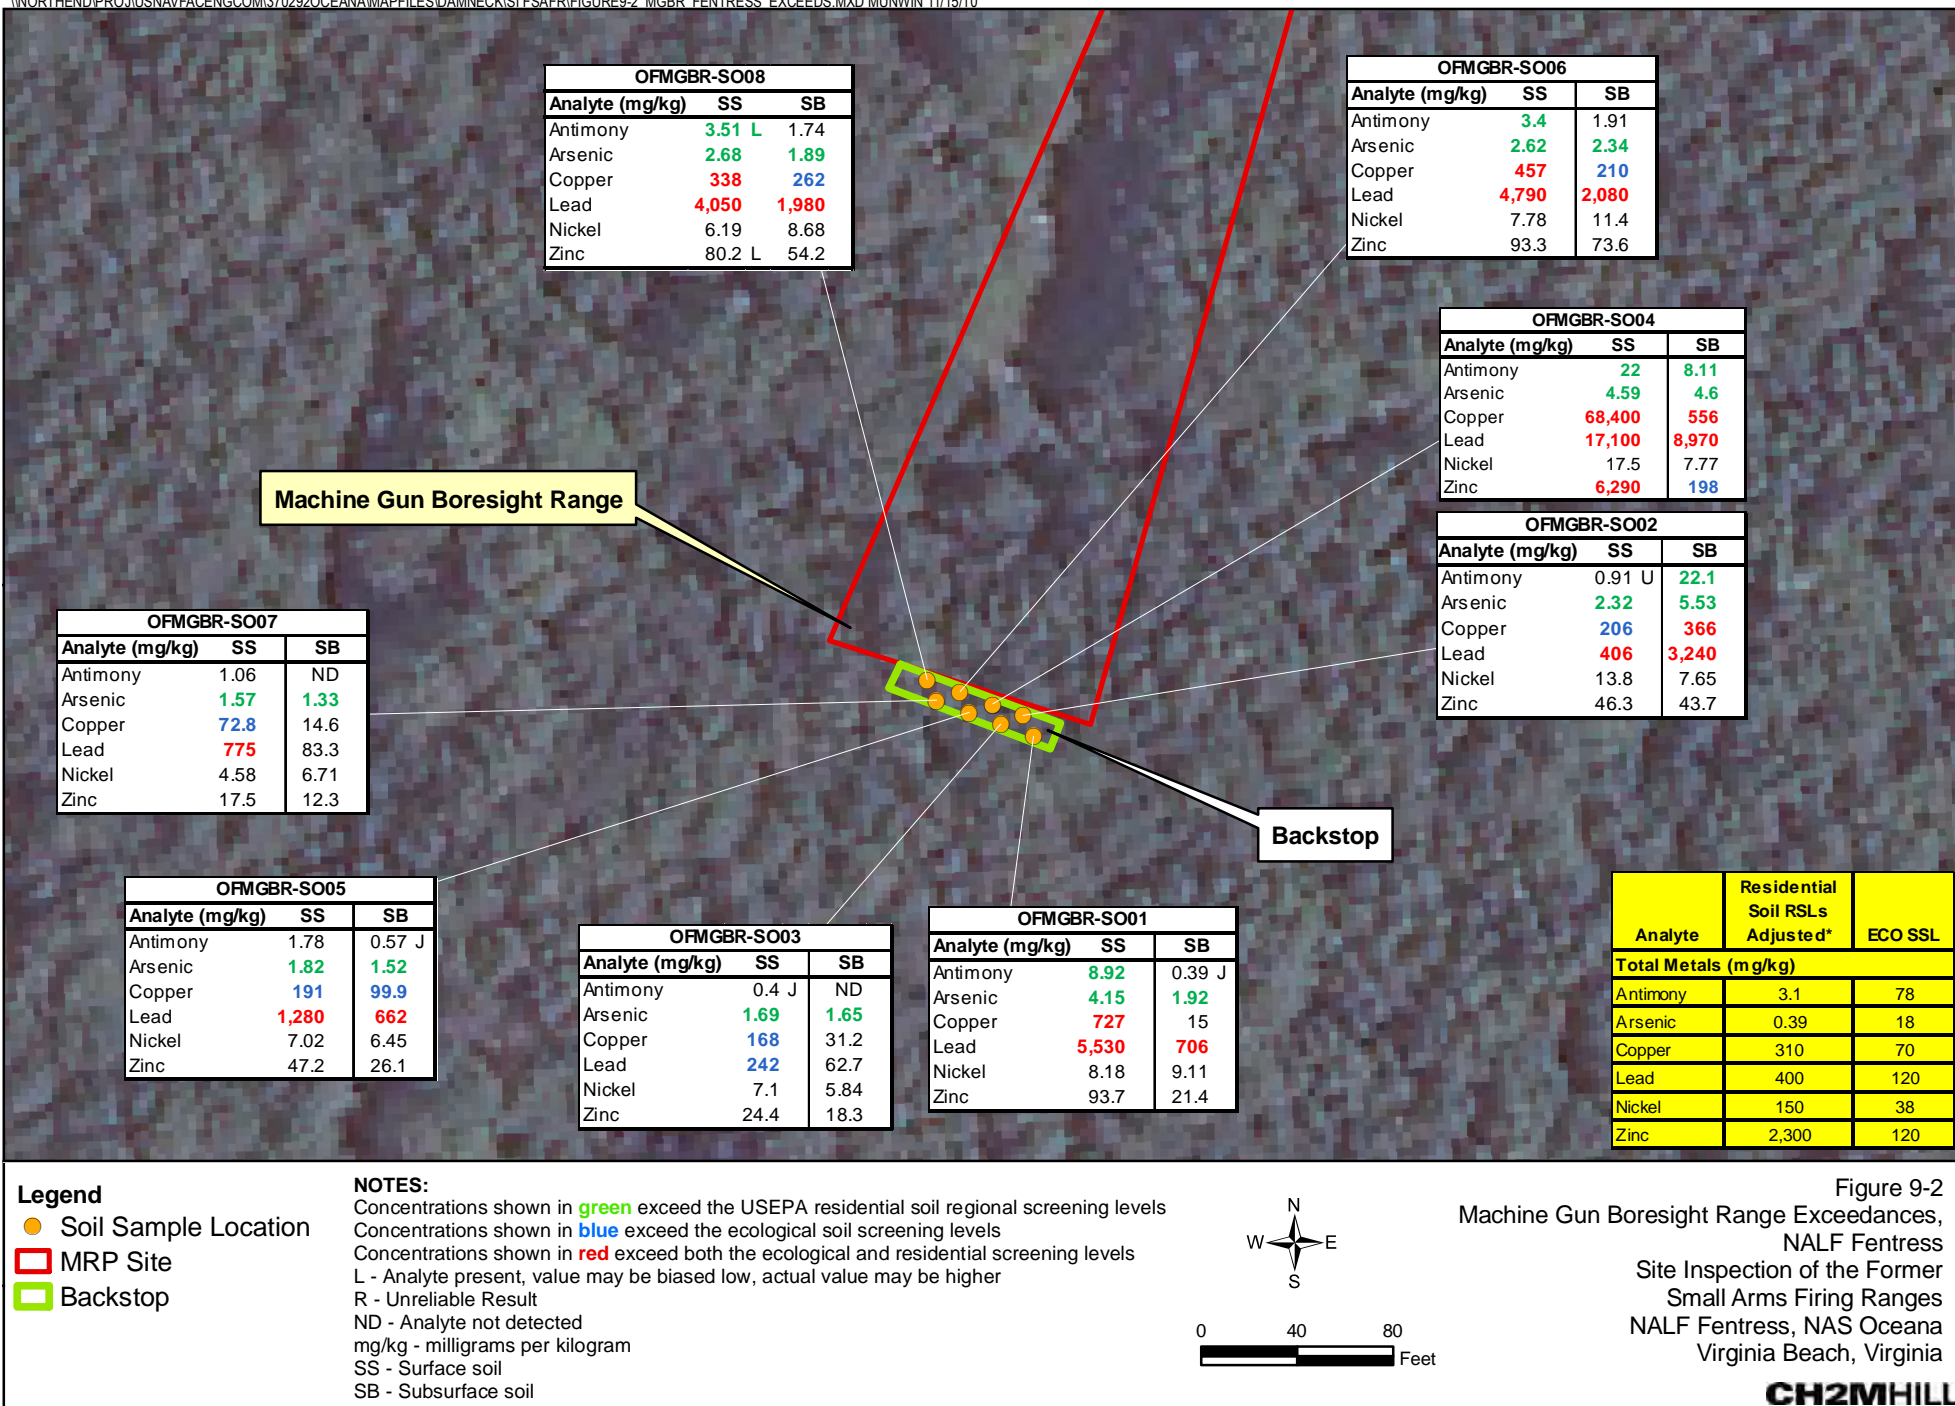 \\NORTHEND\PROJ\USNAVFACENGCOM\370292OCEANA\MAPFILES\DAMNECK\SI FSAFR\FIGURE9-2 MGBR FENTRESS EXCEEDS.MXD MUNWIN 11/15/10
OFMGBR-SO08
Analyte (mg/kg) SS SB
Antimony 3.51 L 1.74
Arsenic 2.68 1.89
Copper 338 262
Lead 4,050 1,980
Nickel 6.19 8.68
Zinc 80.2 L 54.2
OFMGBR-SO06
Analyte (mg/kg) SS SB
Antimony 3.4 1.91
Arsenic 2.62 2.34
Copper 457 210
Lead 4,790 2,080
Nickel 7.78 11.4
Zinc 93.3 73.6
OFMGBR-SO04
Analyte (mg/kg) SS SB
Antimony 22 8.11
Arsenic 4.59 4.6
Copper 68,400 556
Lead 17,100 8,970
Nickel 17.5 7.77
Zinc 6,290 198
Machine Gun Boresight Range
OFMGBR-SO02
Analyte (mg/kg) SS SB
Antimony 0.91 U 22.1
Arsenic 2.32 5.53
Copper 206 366
Lead 406 3,240
Nickel 13.8 7.65
Zinc 46.3 43.7
OFMGBR-SO07
Analyte (mg/kg) SS SB
Antimony 1.06 ND
Arsenic 1.57 1.33
Copper 72.8 14.6
Lead 775 83.3
Nickel 4.58 6.71
Zinc 17.5 12.3
Backstop
OFMGBR-SO05
Analyte (mg/kg) SS SB
Antimony 1.78 0.57 J
Arsenic 1.82 1.52
Copper 191 99.9
Lead 1,280 662
Nickel 7.02 6.45
Zinc 47.2 26.1
OFMGBR-SO03
Analyte (mg/kg) SS SB
Antimony 0.4 J ND
Arsenic 1.69 1.65
Copper 168 31.2
Lead 242 62.7
Nickel 7.1 5.84
Zinc 24.4 18.3
OFMGBR-SO01
Analyte (mg/kg) SS SB
Antimony 8.92 0.39 J
Arsenic 4.15 1.92
Copper 727 15
Lead 5,530 706
Nickel 8.18 9.11
Zinc 93.7 21.4
Residential
Soil RSLs
Analyte Adjusted* ECO SSL
Total Metals (mg/kg)
Antimony 3.1 78
Arsenic 0.39 18
Copper 310 70
Lead 400 120
Nickel 150 38
Zinc 2,300 120
Legend
Soil Sample Location
MRP Site
Backstop
NOTES:
Concentrations shown in green exceed the USEPA residential soil regional screening levels
Concentrations shown in blue exceed the ecological soil screening levels
Concentrations shown in red exceed both the ecological and residential screening levels
L - Analyte present, value may be biased low, actual value may be higher
R - Unreliable Result
ND - Analyte not detected
mg/kg - milligrams per kilogram
SS - Surface soil
SB - Subsurface soil
N
W E
S
0 40 80
Feet
Figure 9-2
Machine Gun Boresight Range Exceedances,
NALF Fentress
Site Inspection of the Former
Small Arms Firing Ranges
NALF Fentress, NAS Oceana
Virginia Beach, Virginia
CH2MHILL